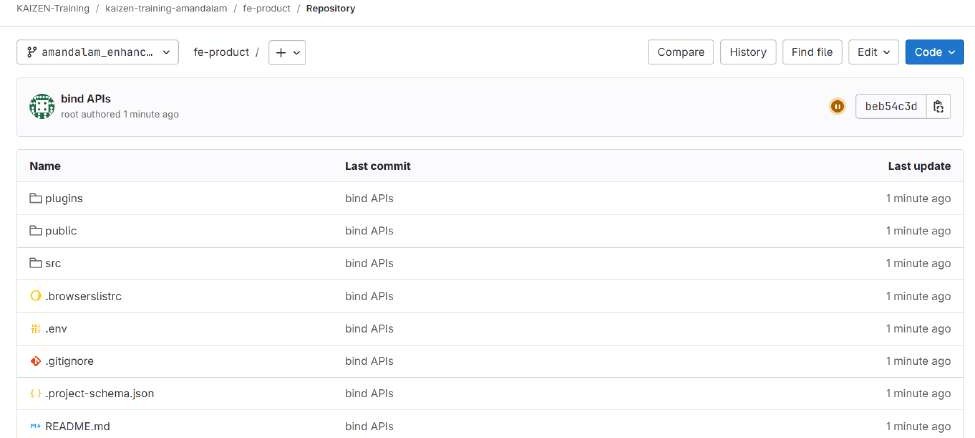 KAIZEN-Training / kaizen-training-amandalam / fe-product / Repository
amandalam_enhanc... fe-product / + Compare History Find file Edit Code
bind APIs
root authored 1 minute ago beb54c3d
Name Last commit Last update
plugins bind APIs 1 minute ago
public bind APIs 1 minute ago
src bind APIs 1 minute ago
.browserslistrc bind APIs 1 minute ago
.env bind APIs 1 minute ago
.gitignore bind APIs 1 minute ago
{ } .project-schema.json bind APIs 1 minute ago
M+ README.md bind APIs 1 minute ago